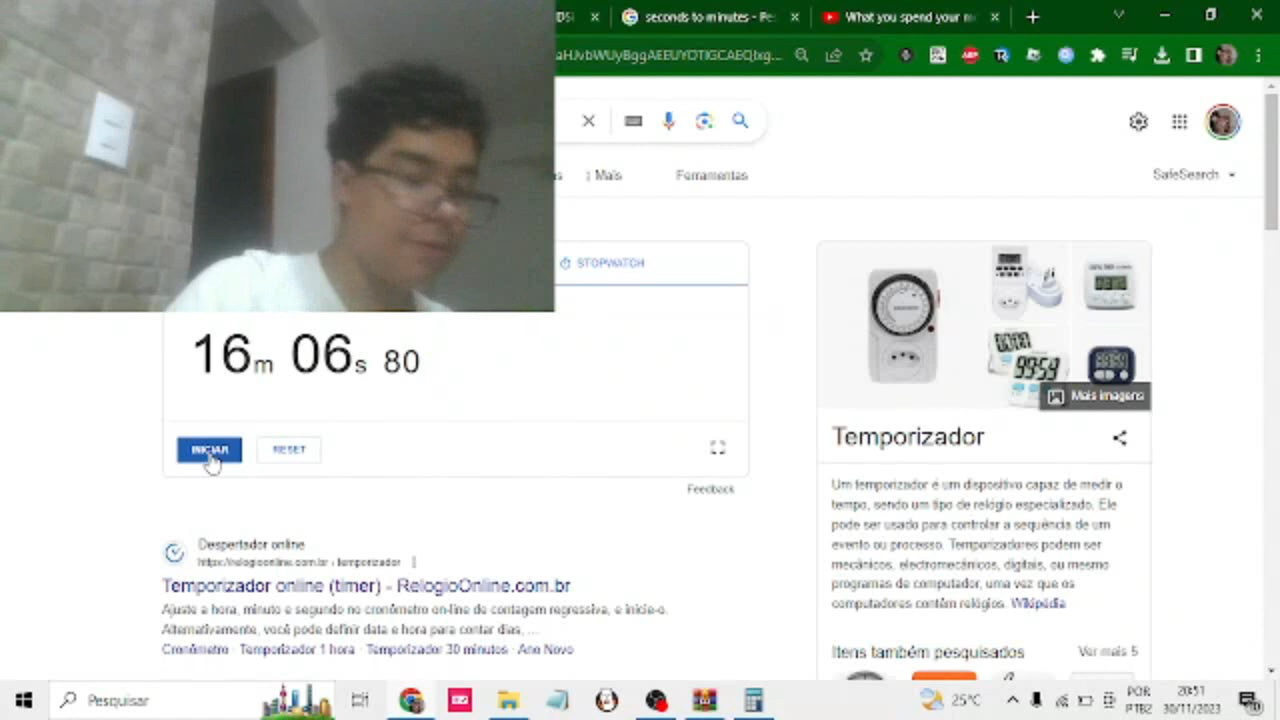 seconds to minutes - Pe
What you spend your m
Mais
Ferramentas
SafeSearch
STOPWATCH
16m 06s 80
INICIAR
RESET
Feedback
Mais imagens
Temporizador
Um temporizador é um dispositivo capaz de medir o
tempo, sendo um tipo de relógio especializado. Ele
pode ser usado para controlar a sequência de um
evento ou processo. Temporizadores podem ser
mecânicos, electromecânicos, digitais, ou mesmo
programas de computador, uma vez que os
computadores contêm relógios. Wikipédia
Itens também pesquisados
Ver mais 5
Despertador online
https://relogioonline.com.br › temporizador
Temporizador online (timer) - RelogioOnline.com.br
Ajuste a hora, minuto e segundo no cronômetro on-line de contagem regressiva, e inicie-o.
Alternativamente, você pode definir data e hora para contar dias, ...
Cronômetro · Temporizador 1 hora · Temporizador 30 minutos · Ano Novo
Pesquisar
25°C
POR
PTB2
20:51
30/11/2023